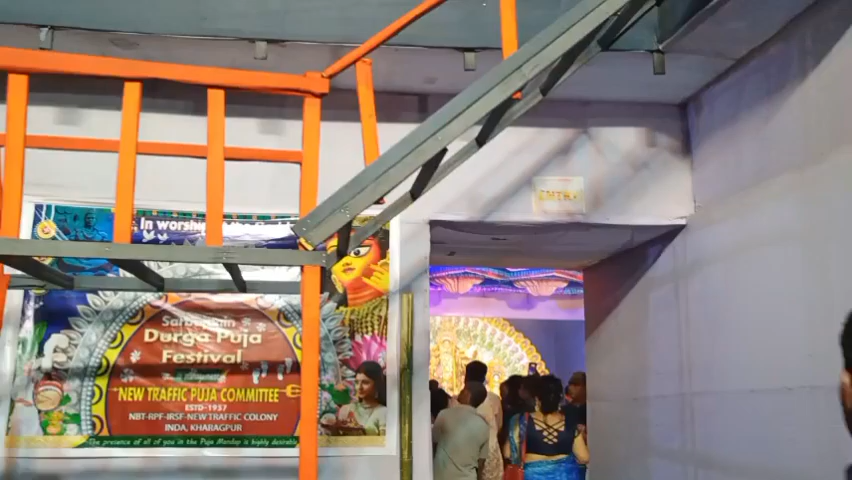 In worship
Sarbojanin
Durga Puja
Festival
NEW TRAFFIC PUJA COMMITTEE
ESTD-1957
NBT-RPF-IRSF-NEW TRAFFIC COLONY
INDA, KHARAGPUR
The presence of all of you in the Puja Mandap is highly desirable